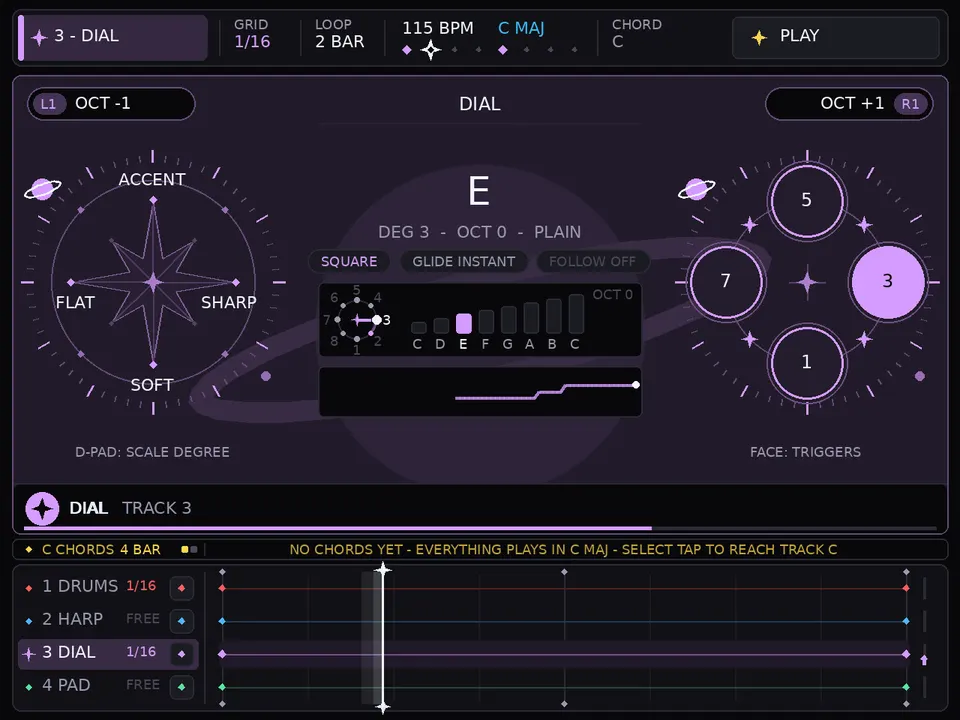 3 - DIAL
GRID
1/16
LOOP
2 BAR
115 BPM
C MAJ
CHORD
C
PLAY
L1 OCT -1
DIAL
OCT +1 R1
ACCENT
FLAT
SHARP
SOFT
D-PAD: SCALE DEGREE
E
DEG 3 - OCT 0 - PLAIN
SQUARE
GLIDE INSTANT
FOLLOW OFF
5
6 4
7 3
8 2
1
OCT 0
C D E F G A B C
5
7
3
1
FACE: TRIGGERS
DIAL TRACK 3
C CHORDS 4 BAR
NO CHORDS YET - EVERYTHING PLAYS IN C MAJ - SELECT TAP TO REACH TRACK C
1 DRUMS 1/16
2 HARP FREE
3 DIAL 1/16
4 PAD FREE